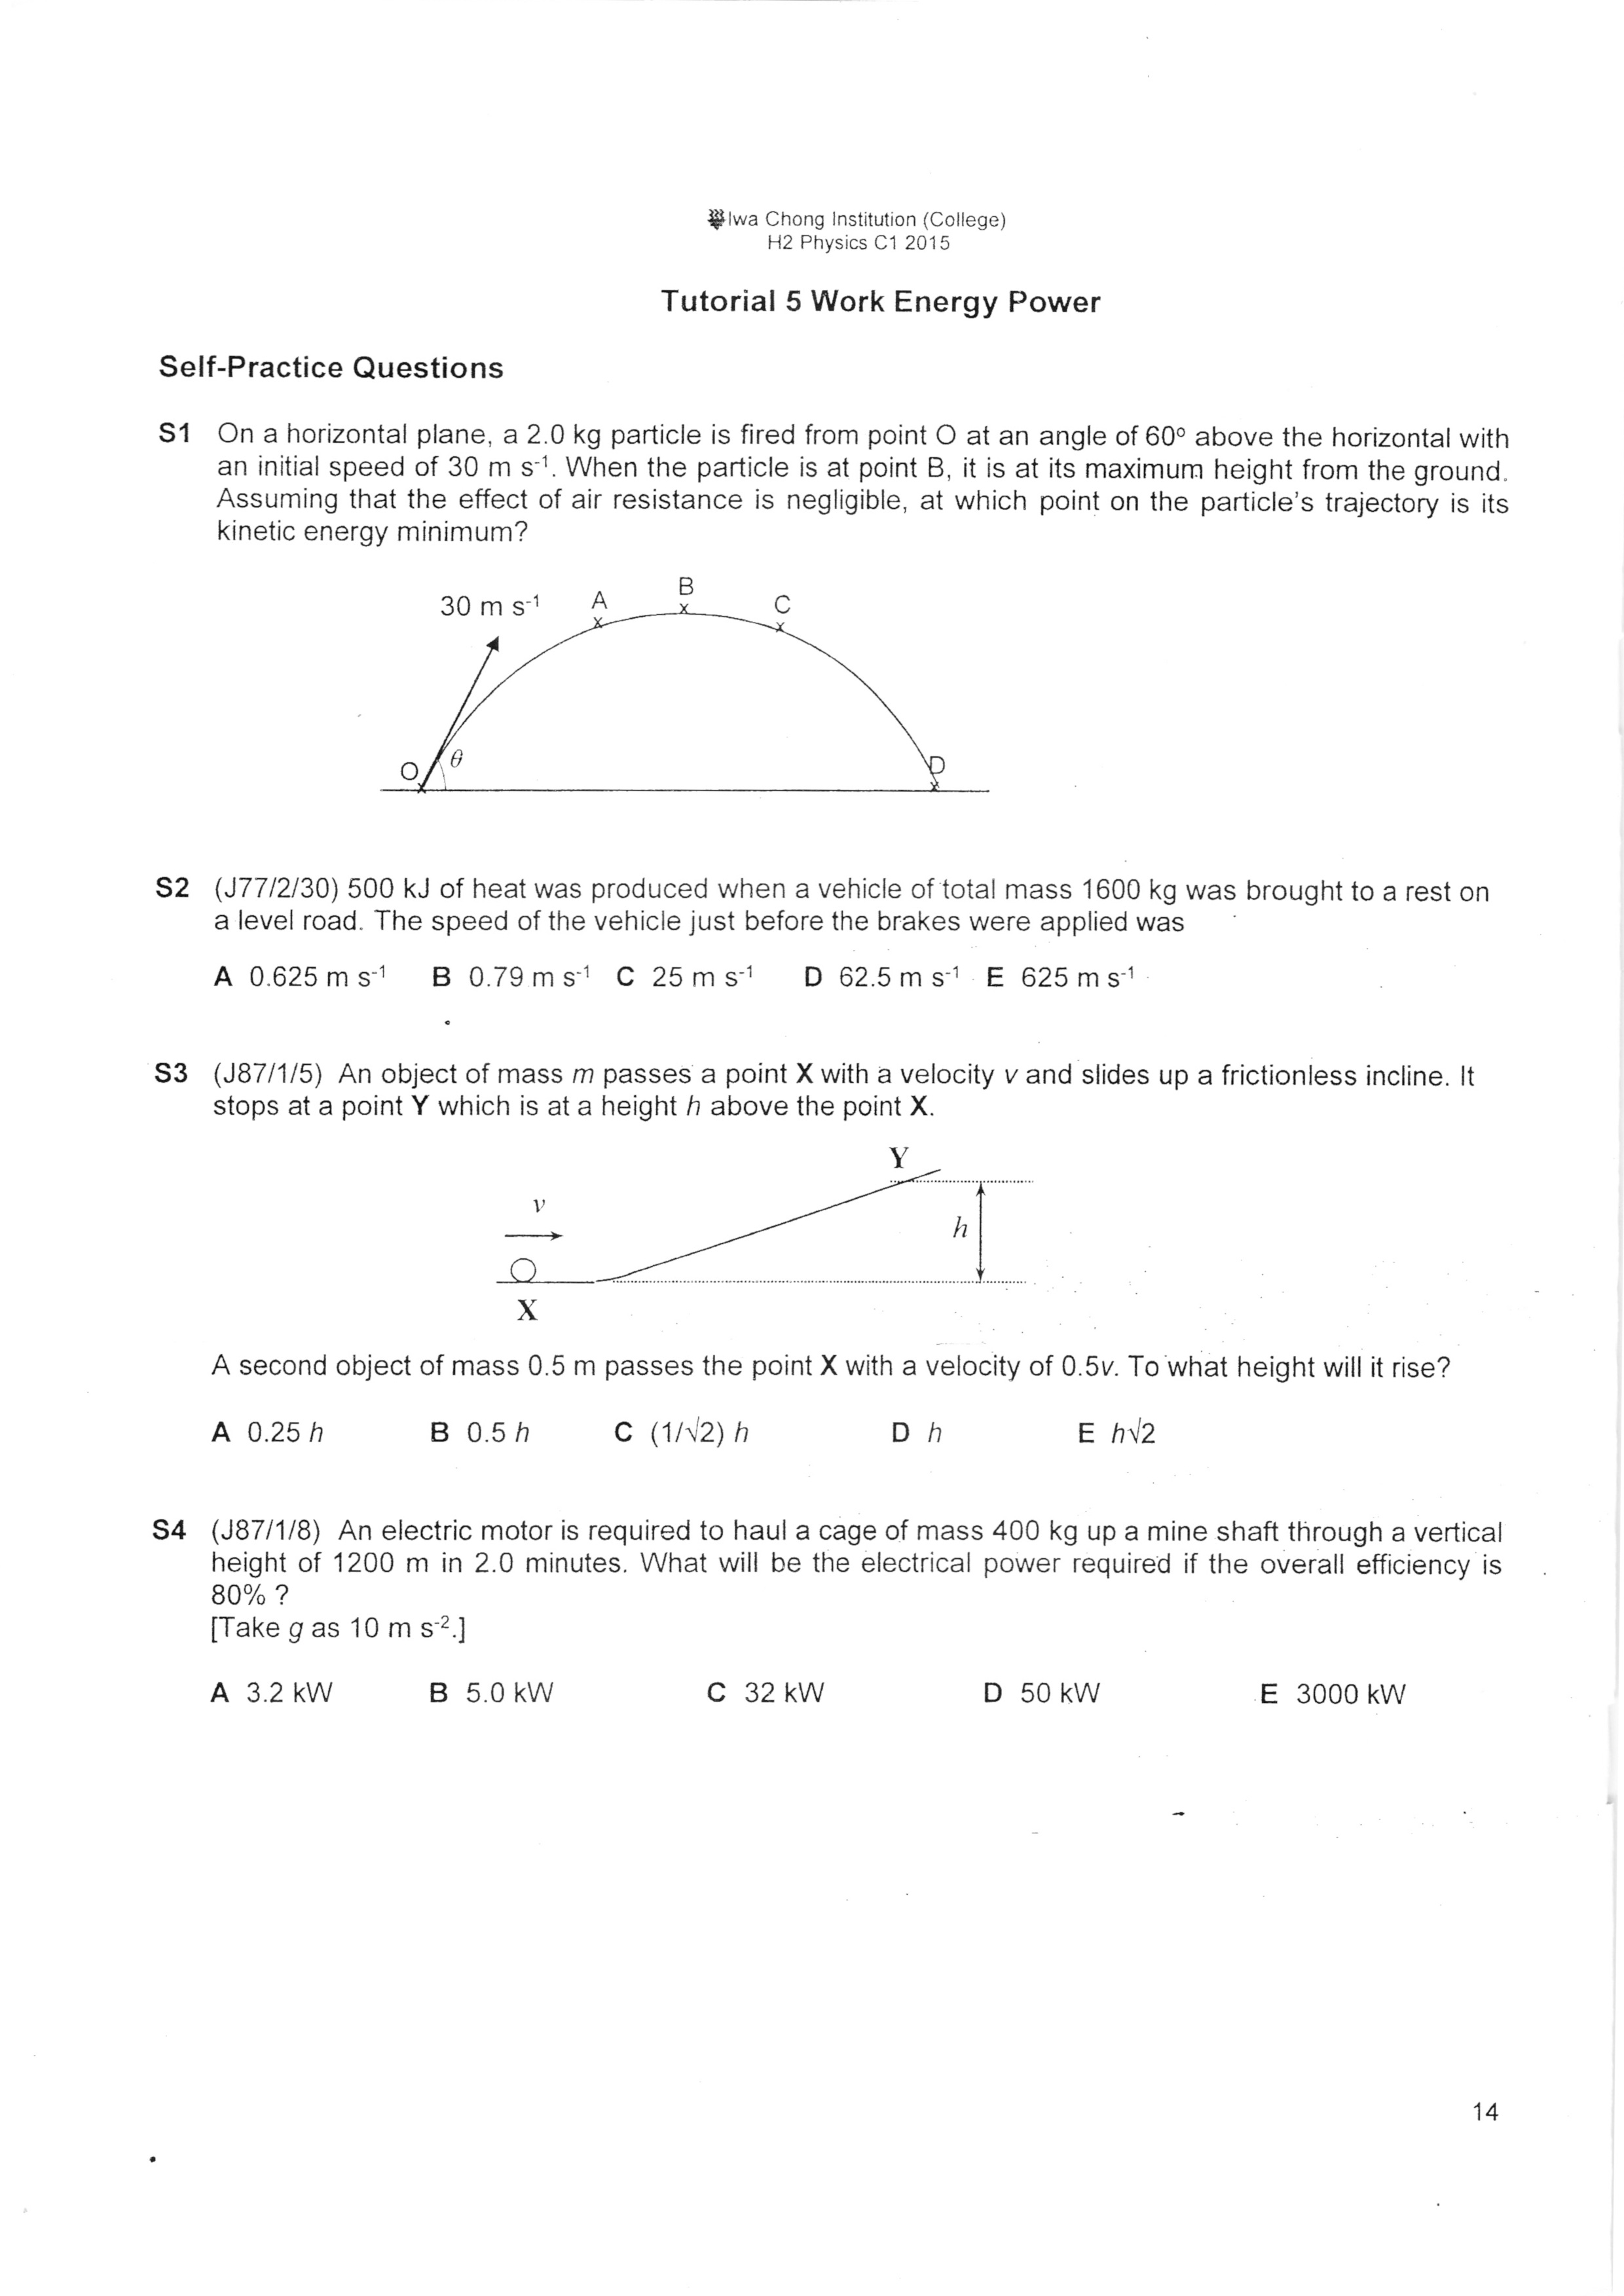 Hwa Chong Institution (College)
H2 Physics C1 2015
Tutorial 5 Work Energy Power
Self-Practice Questions
S1 On a horizontal plane, a 2.0 kg particle is fired from point O at an angle of 60° above the horizontal with
an initial speed of 30 m s⁻¹. When the particle is at point B, it is at its maximum height from the ground.
Assuming that the effect of air resistance is negligible, at which point on the particle's trajectory is its
kinetic energy minimum?
30 m s⁻¹ A B C
O θ D
S2 (J77/2/30) 500 kJ of heat was produced when a vehicle of total mass 1600 kg was brought to a rest on
a level road. The speed of the vehicle just before the brakes were applied was
A 0.625 m s⁻¹ B 0.79 m s⁻¹ C 25 m s⁻¹ D 62.5 m s⁻¹ E 625 m s⁻¹
S3 (J87/1/5) An object of mass m passes a point X with a velocity v and slides up a frictionless incline. It
stops at a point Y which is at a height h above the point X.
Y
v
h
X
A second object of mass 0.5 m passes the point X with a velocity of 0.5v. To what height will it rise?
A 0.25 h B 0.5 h C (1/√2) h D h E h√2
S4 (J87/1/8) An electric motor is required to haul a cage of mass 400 kg up a mine shaft through a vertical
height of 1200 m in 2.0 minutes. What will be the electrical power required if the overall efficiency is
80% ?
[Take g as 10 m s⁻².]
A 3.2 kW B 5.0 kW C 32 kW D 50 kW E 3000 kW
14